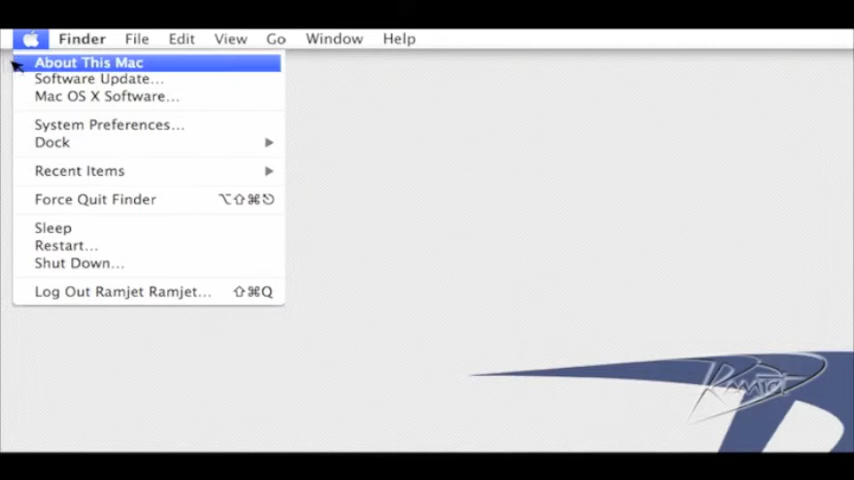 Finder File Edit View Go Window Help
About This Mac
Software Update...
Mac OS X Software...
System Preferences...
Dock
Recent Items
Force Quit Finder ⌥⇧⌘⎋
Sleep
Restart...
Shut Down...
Log Out Ramjet Ramjet... ⇧⌘Q
Ramjet